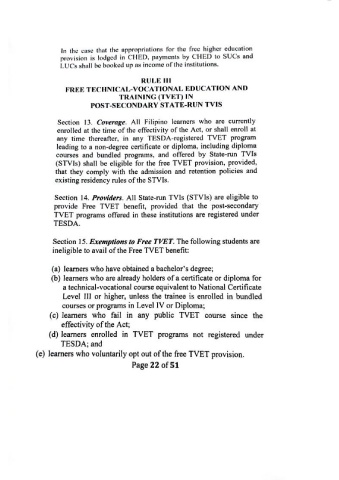 In the case that the appropriations for the free higher education
provision is lodged in CHED, payments by CHED to SUCs and
LUCs shall be booked up as income of the institutions.
RULE III
FREE TECHNICAL-VOCATIONAL EDUCATION AND
TRAINING (TVET) IN
POST-SECONDARY STATE-RUN TVIS
Section 13. Coverage. All Filipino learners who are currently
enrolled at the time of the effectivity of the Act, or shall enroll at
any time thereafter, in any TESDA-registered TVET program
leading to a non-degree certificate or diploma, including diploma
courses and bundled programs, and offered by State-run TVIs
(STVIs) shall be eligible for the free TVET provision, provided,
that they comply with the admission and retention policies and
existing residency rules of the STVIs.
Section 14. Providers. All State-run TVIs (STVIs) are eligible to
provide Free TVET benefit, provided that the post-secondary
TVET programs offered in these institutions are registered under
TESDA.
Section 15. Exemptions to Free TVET. The following students are
ineligible to avail of the Free TVET benefit:
(a) learners who have obtained a bachelor's degree;
(b) learners who are already holders of a certificate or diploma for
a technical-vocational course equivalent to National Certificate
Level III or higher, unless the trainee is enrolled in bundled
courses or programs in Level IV or Diploma;
(c) learners who fail in any public TVET course since the
effectivity of the Act;
(d) learners enrolled in TVET programs not registered under
TESDA; and
(e) learners who voluntarily opt out of the free TVET provision.
Page 22 of 51